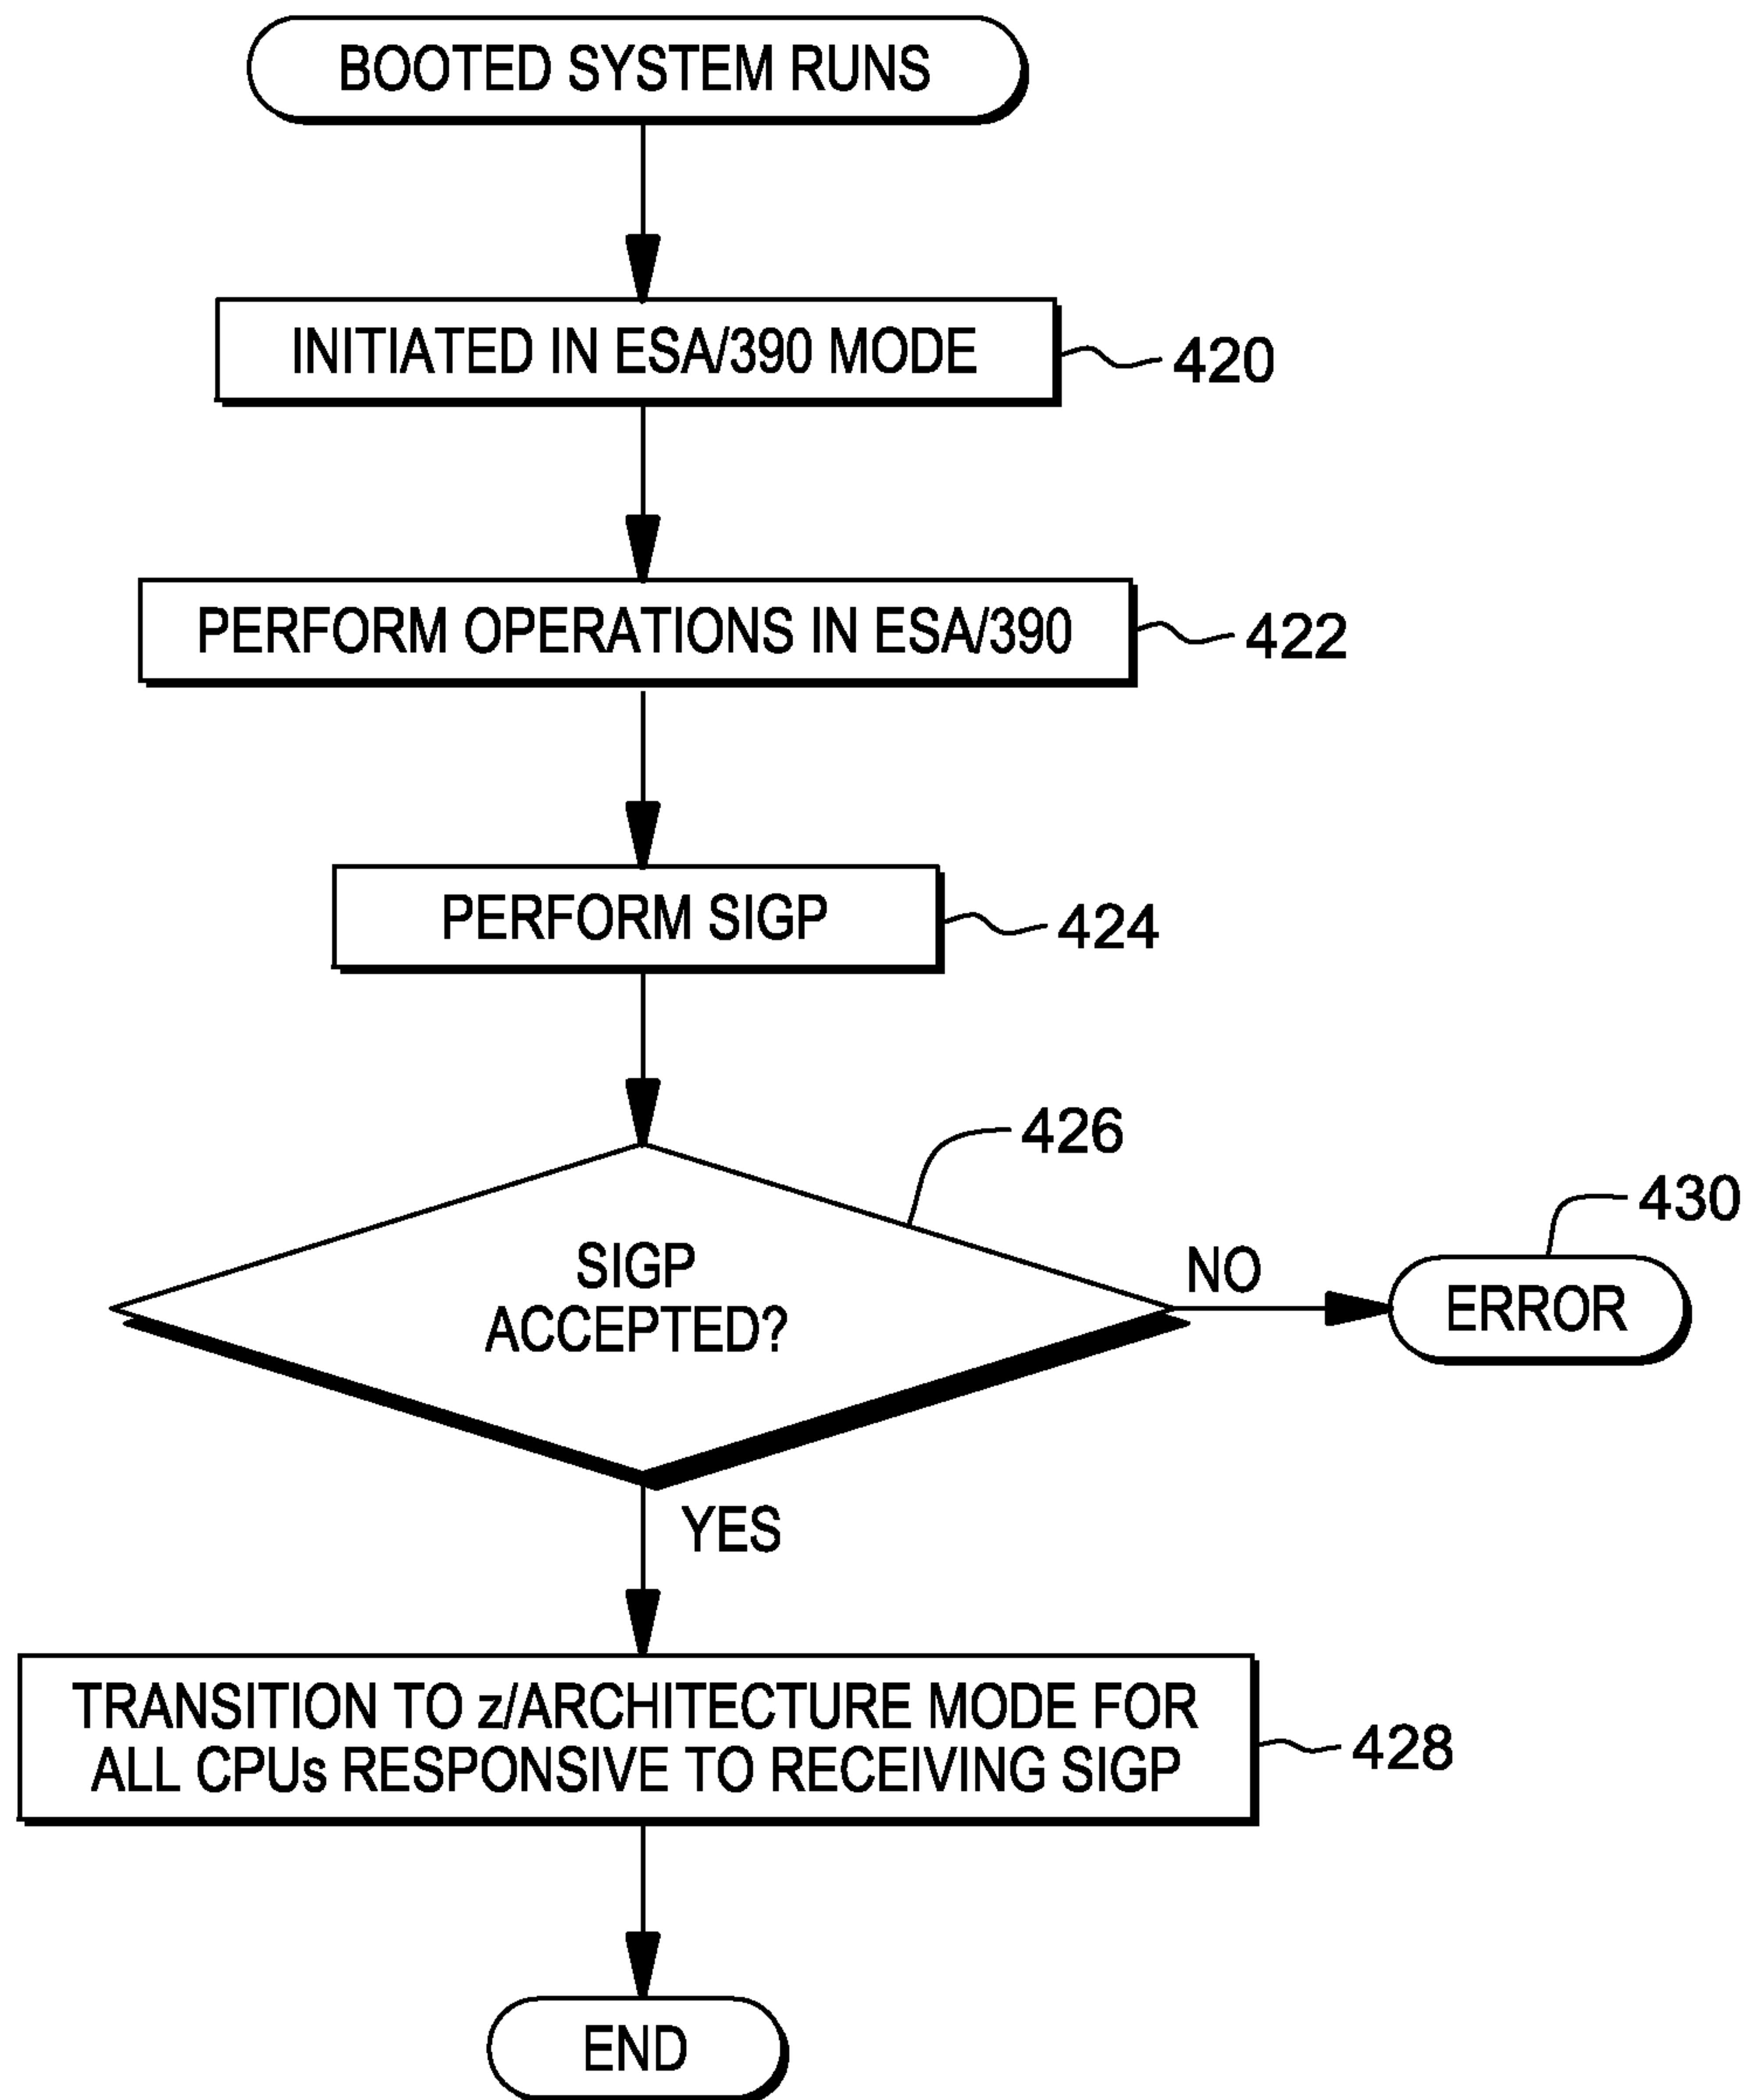 BOOTED SYSTEM RUNS
INITIATED IN ESA/390 MODE
420
PERFORM OPERATIONS IN ESA/390
422
PERFORM SIGP
424
426
SIGP
ACCEPTED?
NO
430
ERROR
YES
TRANSITION TO z/ARCHITECTURE MODE FOR
ALL CPUs RESPONSIVE TO RECEIVING SIGP
428
END